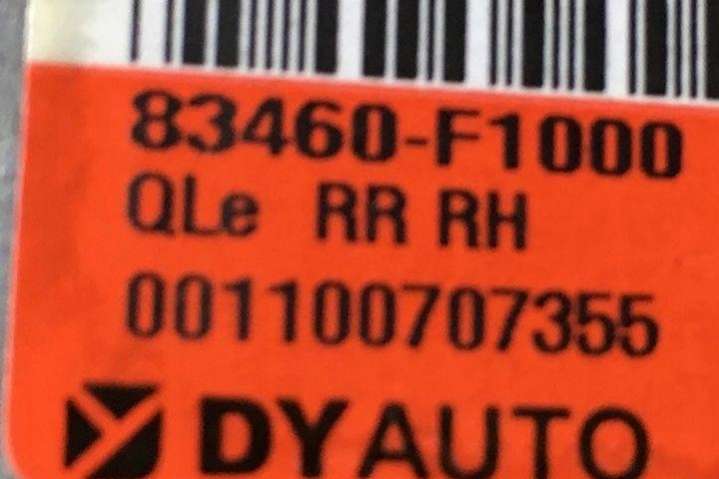 83460-F1000
QLe RR RH
001100707355
DYAUTO